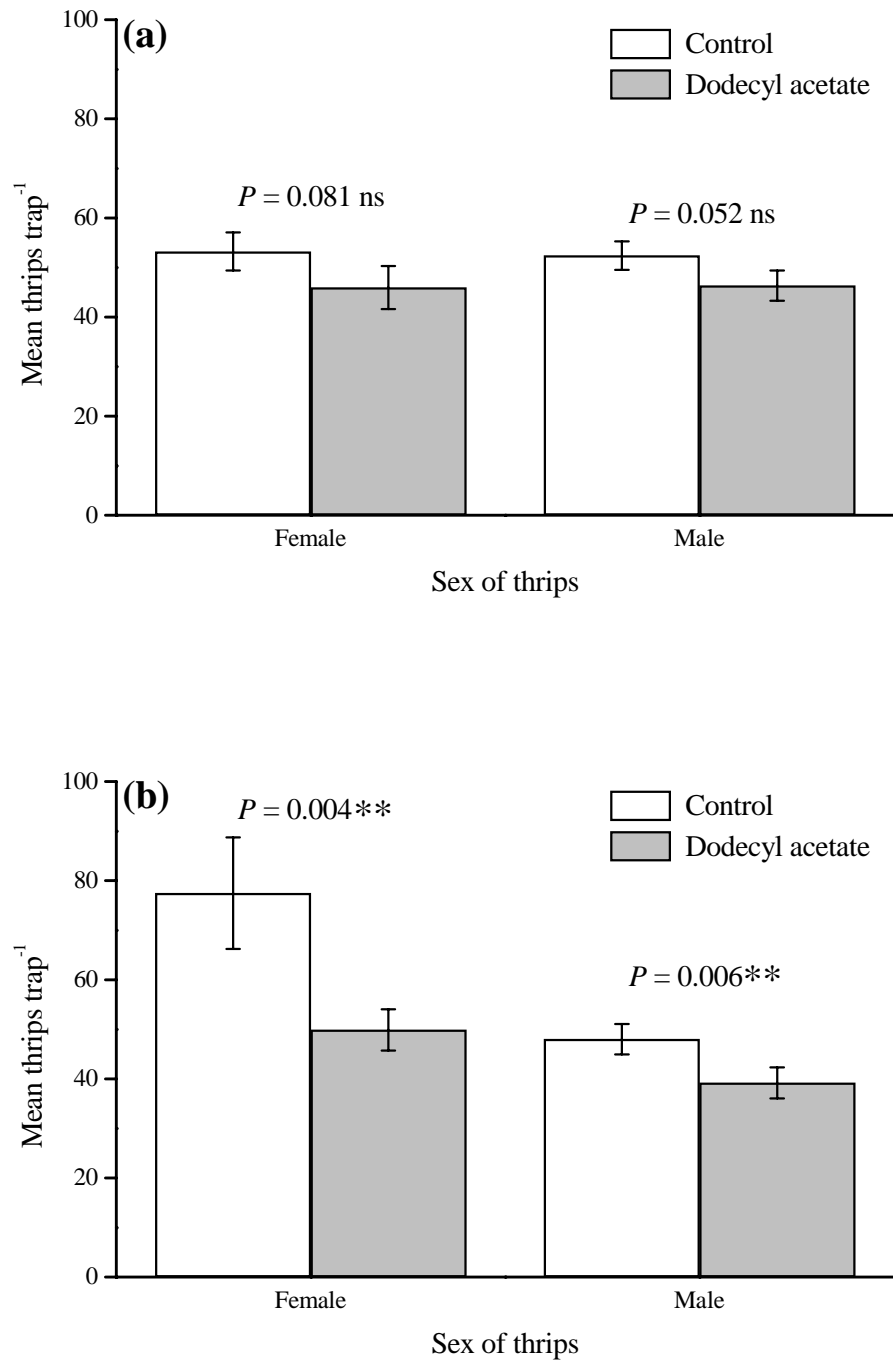 (a)
Control
Dodecyl acetate
100
80
60
40
20
0
Mean thrips trap⁻¹
P = 0.081 ns
P = 0.052 ns
Female
Male
Sex of thrips
(b)
Control
Dodecyl acetate
100
80
60
40
20
0
Mean thrips trap⁻¹
P = 0.004**
P = 0.006**
Female
Male
Sex of thrips